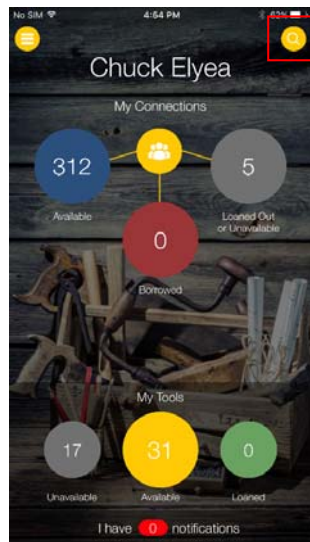 No SIM 4:54 PM 62%
Chuck Elyea
My Connections
312
5
Available
Loaned Out
or Unavailable
0
Borrowed
My Tools
17
31
0
Unavailable
Available
Loaned
I have 0 notifications